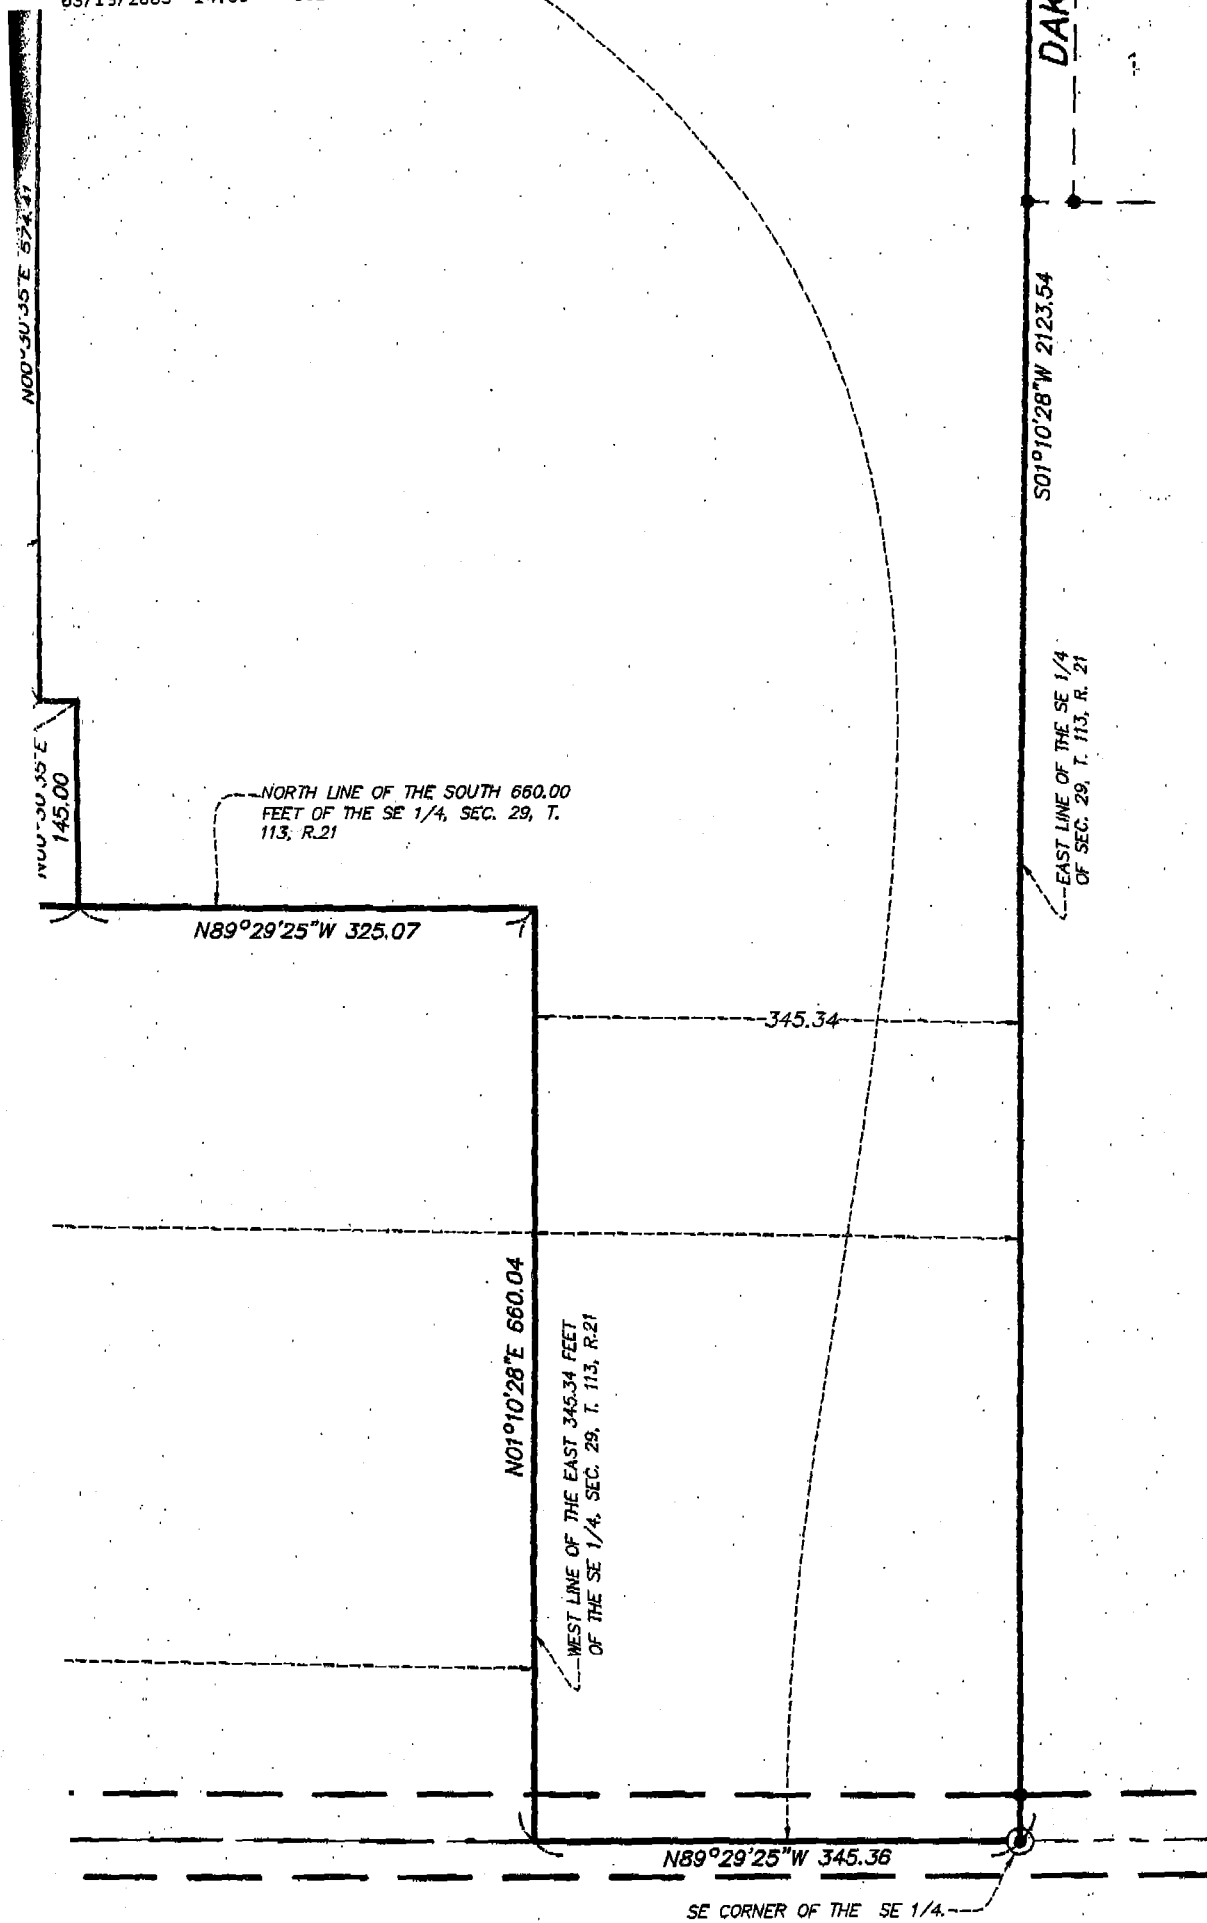 DAK
N00°30'35"E 574.41
S01°10'28"W 2123.54
EAST LINE OF THE SE 1/4
OF SEC. 29, T. 113, R. 21
N00°30'35"E
145.00
NORTH LINE OF THE SOUTH 660.00
FEET OF THE SE 1/4, SEC. 29, T.
113, R.21
N89°29'25"W 325.07
345.34
N01°10'28"E 660.04
WEST LINE OF THE EAST 345.34 FEET
OF THE SE 1/4, SEC. 29, T. 113, R.21
N89°29'25"W 345.36
SE CORNER OF THE SE 1/4.